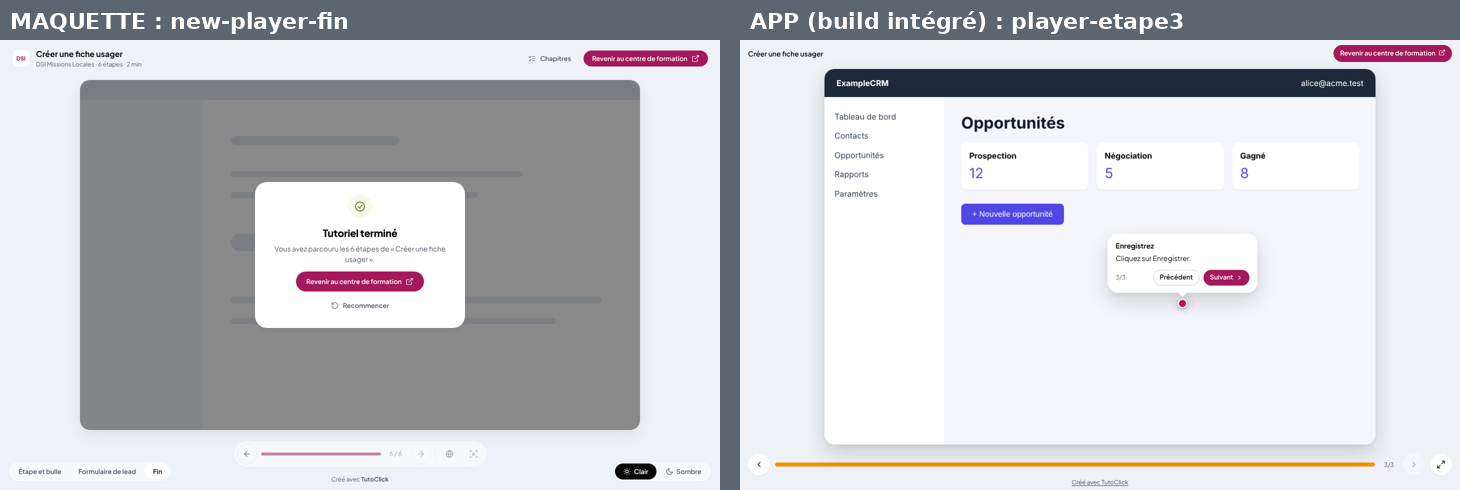 MAQUETTE : new-player-fin
DSI
Créer une fiche usager
DSI Missions Locales · 6 étapes · 2 min
Chapitres
Revenir au centre de formation
Tutoriel terminé
Vous avez parcouru les 6 étapes de « Créer une fiche
usager ».
Revenir au centre de formation
Recommencer
6 / 6
Étape et bulle
Formulaire de lead
Fin
Clair
Sombre
Créé avec TutoClick
APP (build intégré) : player-etape3
Créer une fiche usager
Revenir au centre de formation
ExampleCRM
alice@acme.test
Tableau de bord
Contacts
Opportunités
Rapports
Paramètres
Opportunités
Prospection
12
Négociation
5
Gagné
8
+ Nouvelle opportunité
Enregistrez
Cliquez sur Enregistrer.
3/3
Précédent
Suivant
3/3
Créé avec TutoClick